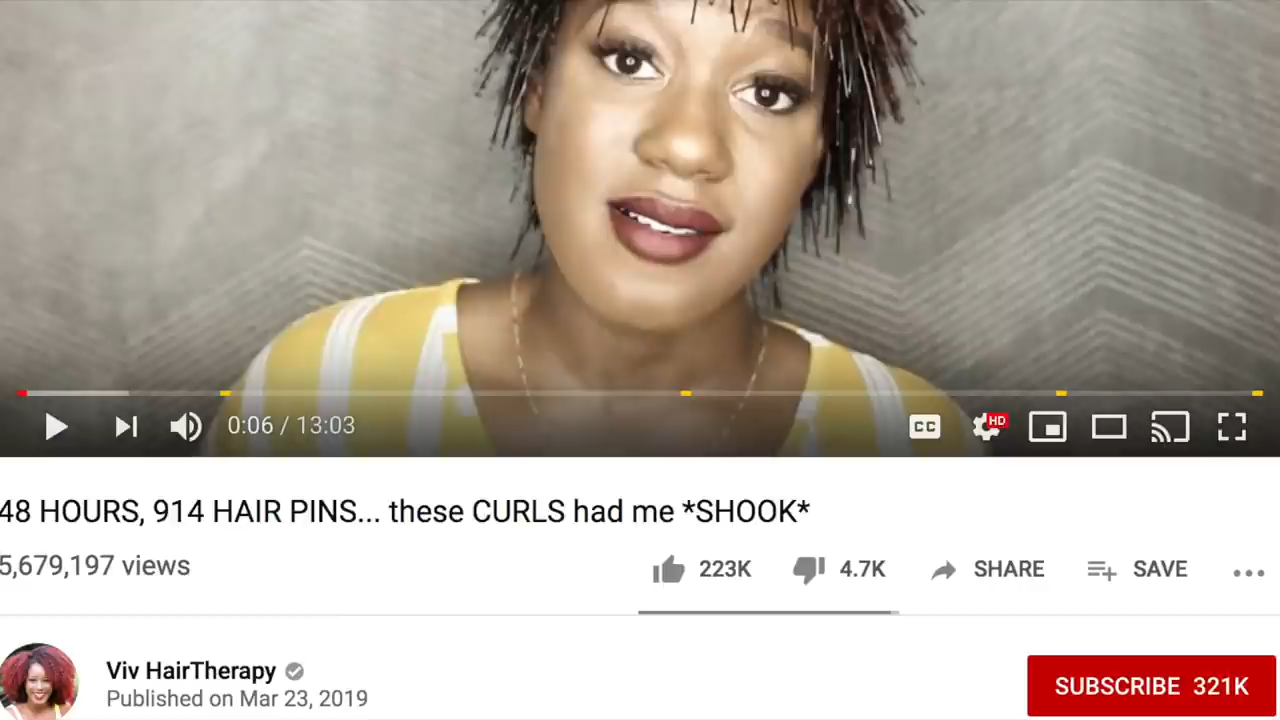 0:06 / 13:03
CC
HD
48 HOURS, 914 HAIR PINS... these CURLS had me *SHOOK*
5,679,197 views
223K
4.7K
SHARE
SAVE
Viv HairTherapy
Published on Mar 23, 2019
SUBSCRIBE 321K